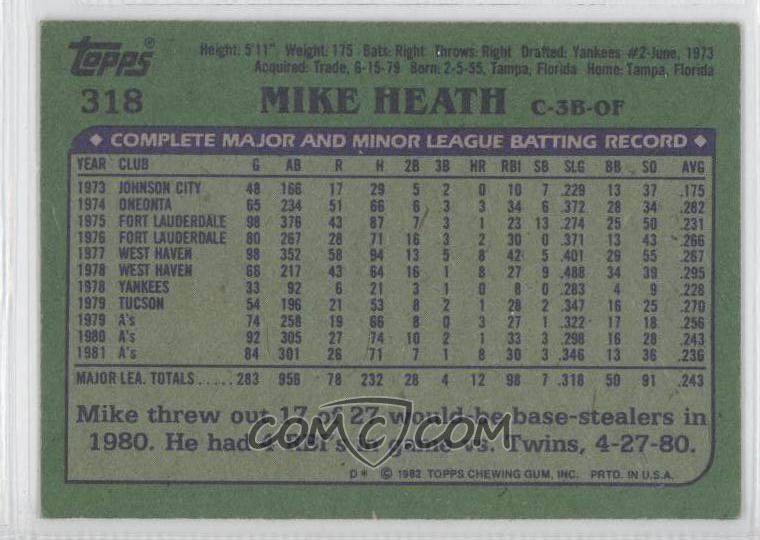 Topps®
Height: 5'11" Weight: 175 Bats: Right Throws: Right Drafted: Yankees #2-June, 1973
Acquired: Trade, 6-15-79 Born: 2-5-55, Tampa, Florida Home: Tampa, Florida
318 MIKE HEATH C-3B-OF
◆ COMPLETE MAJOR AND MINOR LEAGUE BATTING RECORD ◆
YEAR CLUB G AB R H 2B 3B HR RBI SB SLG BB SO AVG
1973 JOHNSON CITY 48 166 17 29 5 2 0 10 7 .229 13 37 .175
1974 ONEONTA 65 234 51 66 6 3 3 34 6 .372 28 34 .282
1975 FORT LAUDERDALE 98 376 43 87 7 3 1 23 13 .274 25 50 .231
1976 FORT LAUDERDALE 80 267 28 71 16 3 2 30 0 .371 13 43 .266
1977 WEST HAVEN 98 352 58 94 13 5 8 42 5 .401 29 55 .267
1978 WEST HAVEN 66 217 43 64 16 1 8 27 9 .488 34 39 .295
1978 YANKEES 33 92 6 21 3 1 0 8 0 .283 4 9 .228
1979 TUCSON 54 196 21 53 8 2 1 28 2 .347 16 25 .270
1979 A's 74 258 19 66 8 0 3 27 1 .322 17 18 .256
1980 A's 92 305 27 74 10 2 1 33 3 .298 16 28 .243
1981 A's 84 301 26 71 7 1 8 30 3 .346 13 36 .236
MAJOR LEA. TOTALS ..... 283 956 78 232 28 4 12 98 7 .318 50 91 .243
Mike threw out 17 of 27 would-be base-stealers in
1980. He had 4 RBI's in game vs. Twins, 4-27-80.
COMC.COM
D* © 1982 TOPPS CHEWING GUM, INC. PRTD. IN U.S.A.